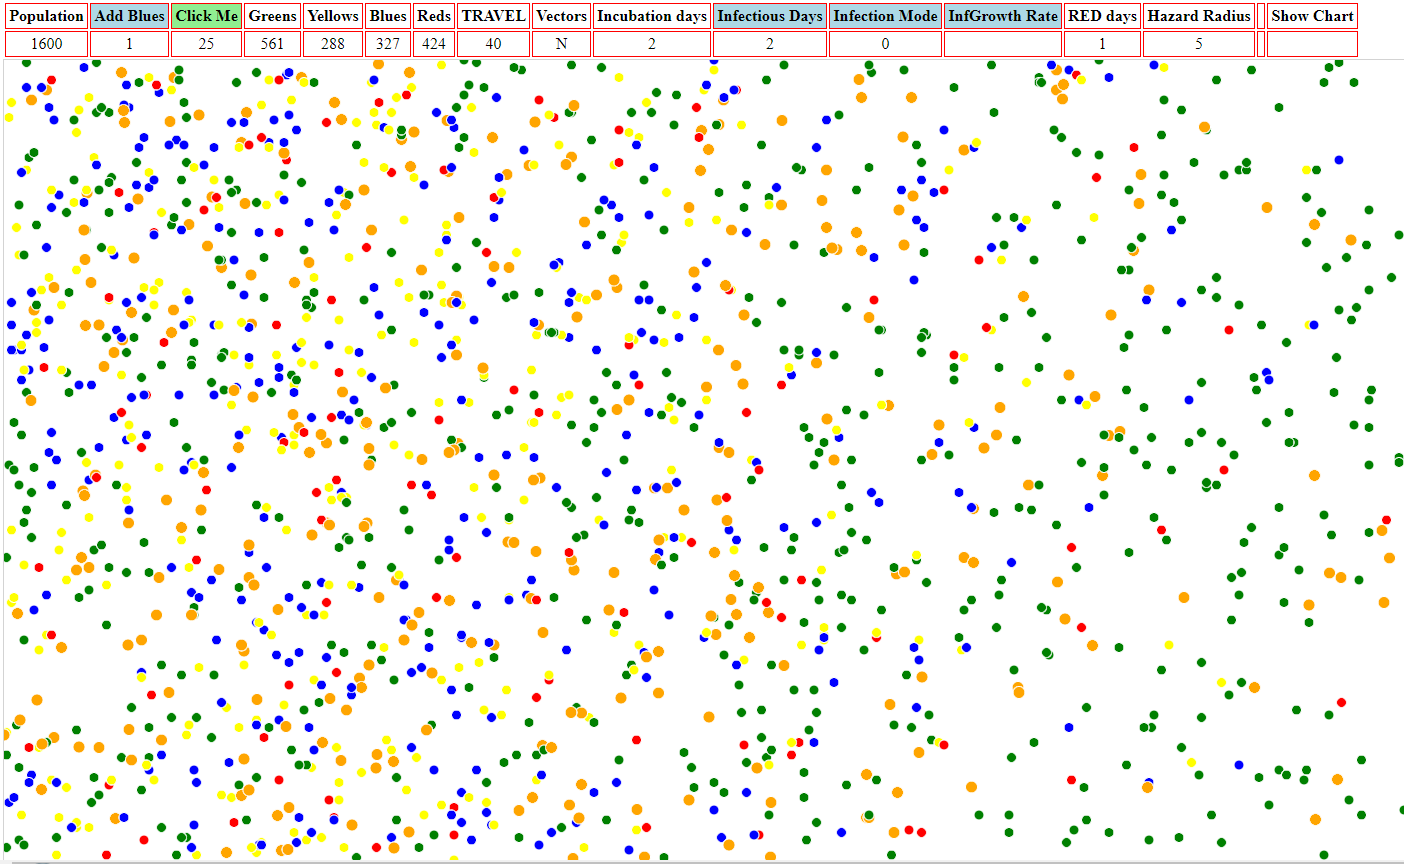 Population Add Blues Click Me Greens Yellows Blues Reds TRAVEL Vectors Incubation days Infectious Days Infection Mode InfGrowth Rate RED days Hazard Radius Show Chart
1600 1 25 561 288 327 424 40 N 2 2 0 1 5